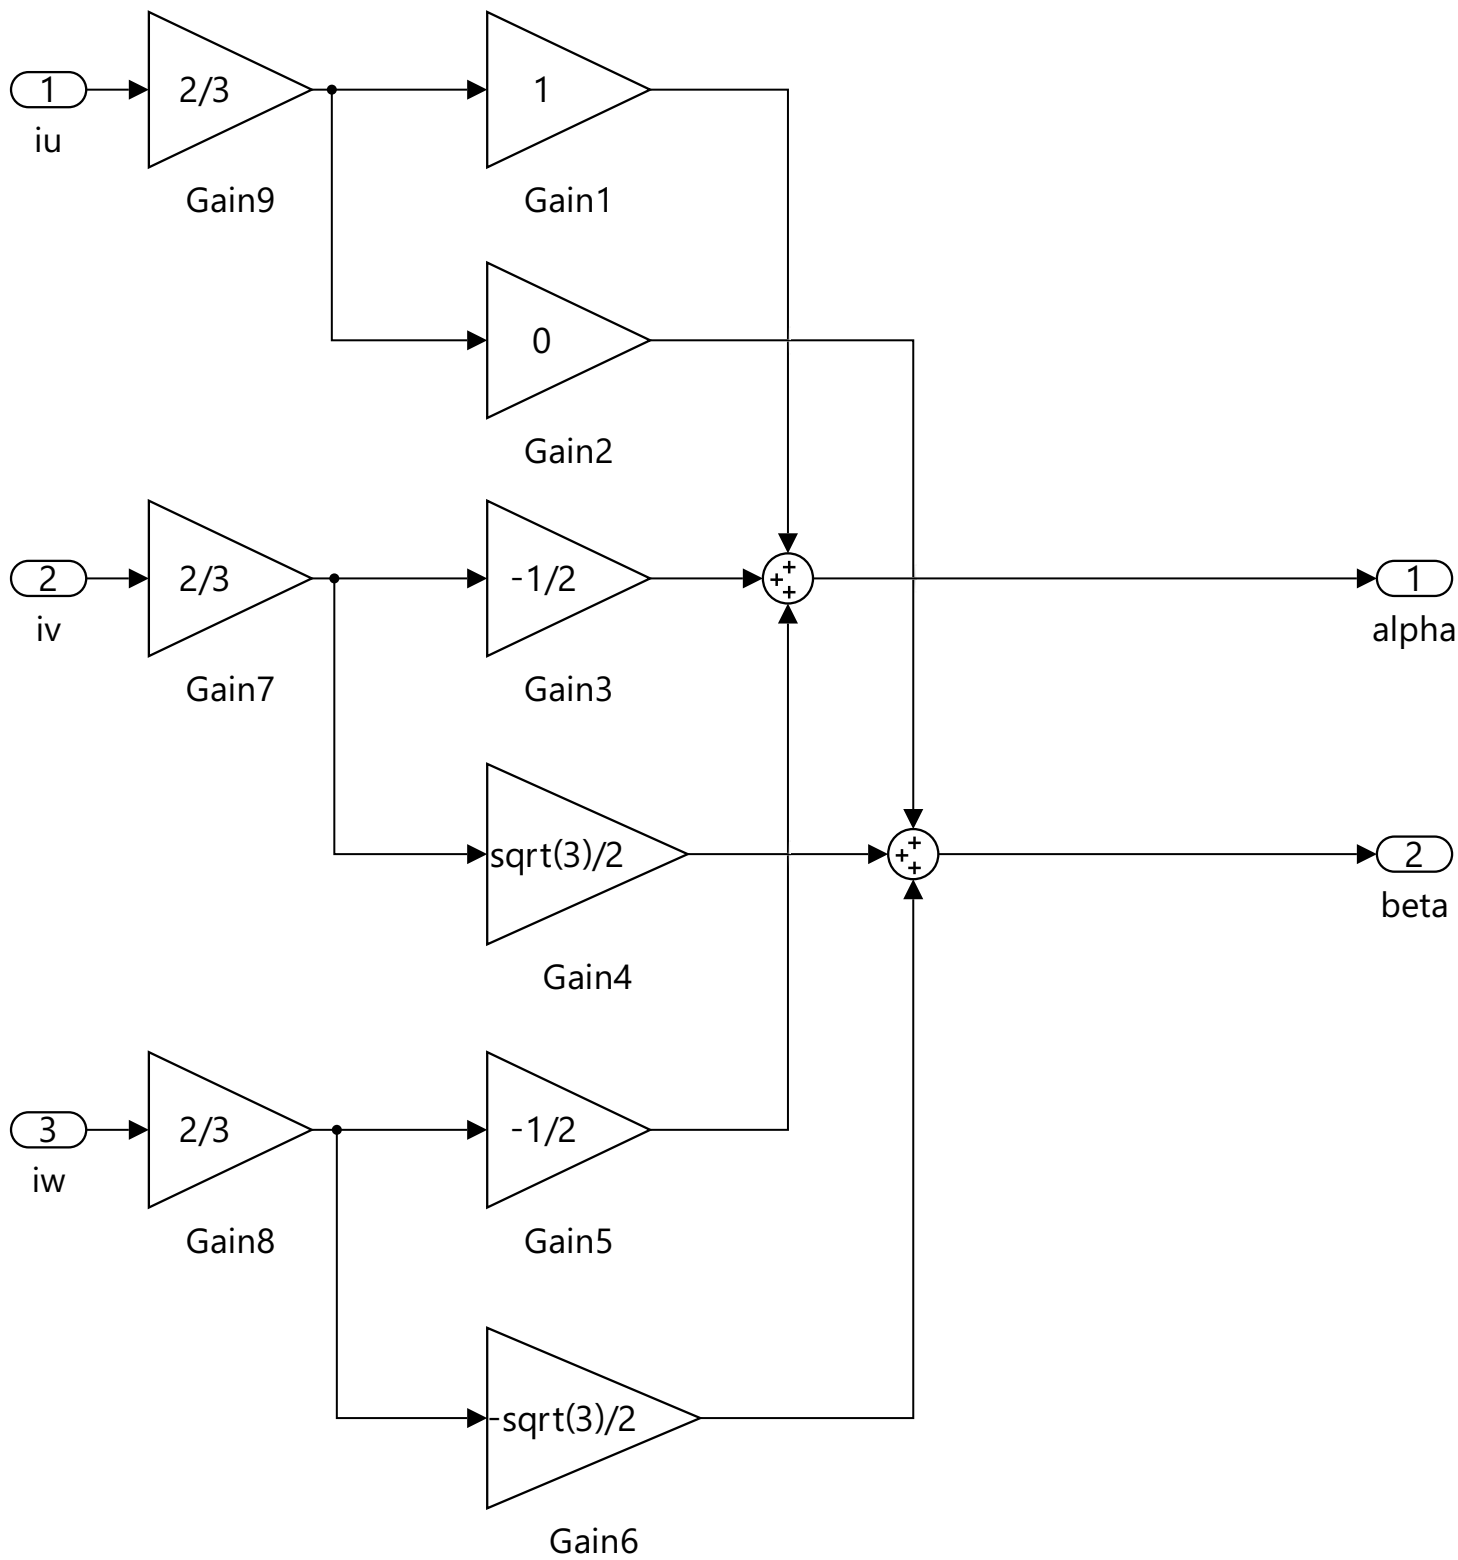 1
2/3
1
iu
Gain9
Gain1
0
Gain2
2
2/3
-1/2
+
+
+
1
iv
alpha
Gain7
Gain3
sqrt(3)/2
+
+
+
2
beta
Gain4
3
2/3
-1/2
iw
Gain8
Gain5
-sqrt(3)/2
Gain6